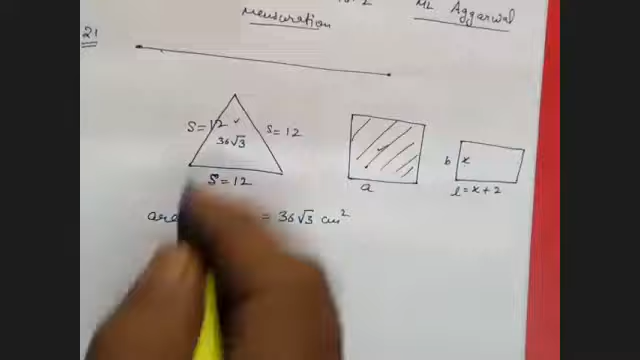 ML Aggarwal
Mensuration
21
S = 12
36√3
S = 12
S = 12
a
b
x
l = x + 2
= 36√3 cm²